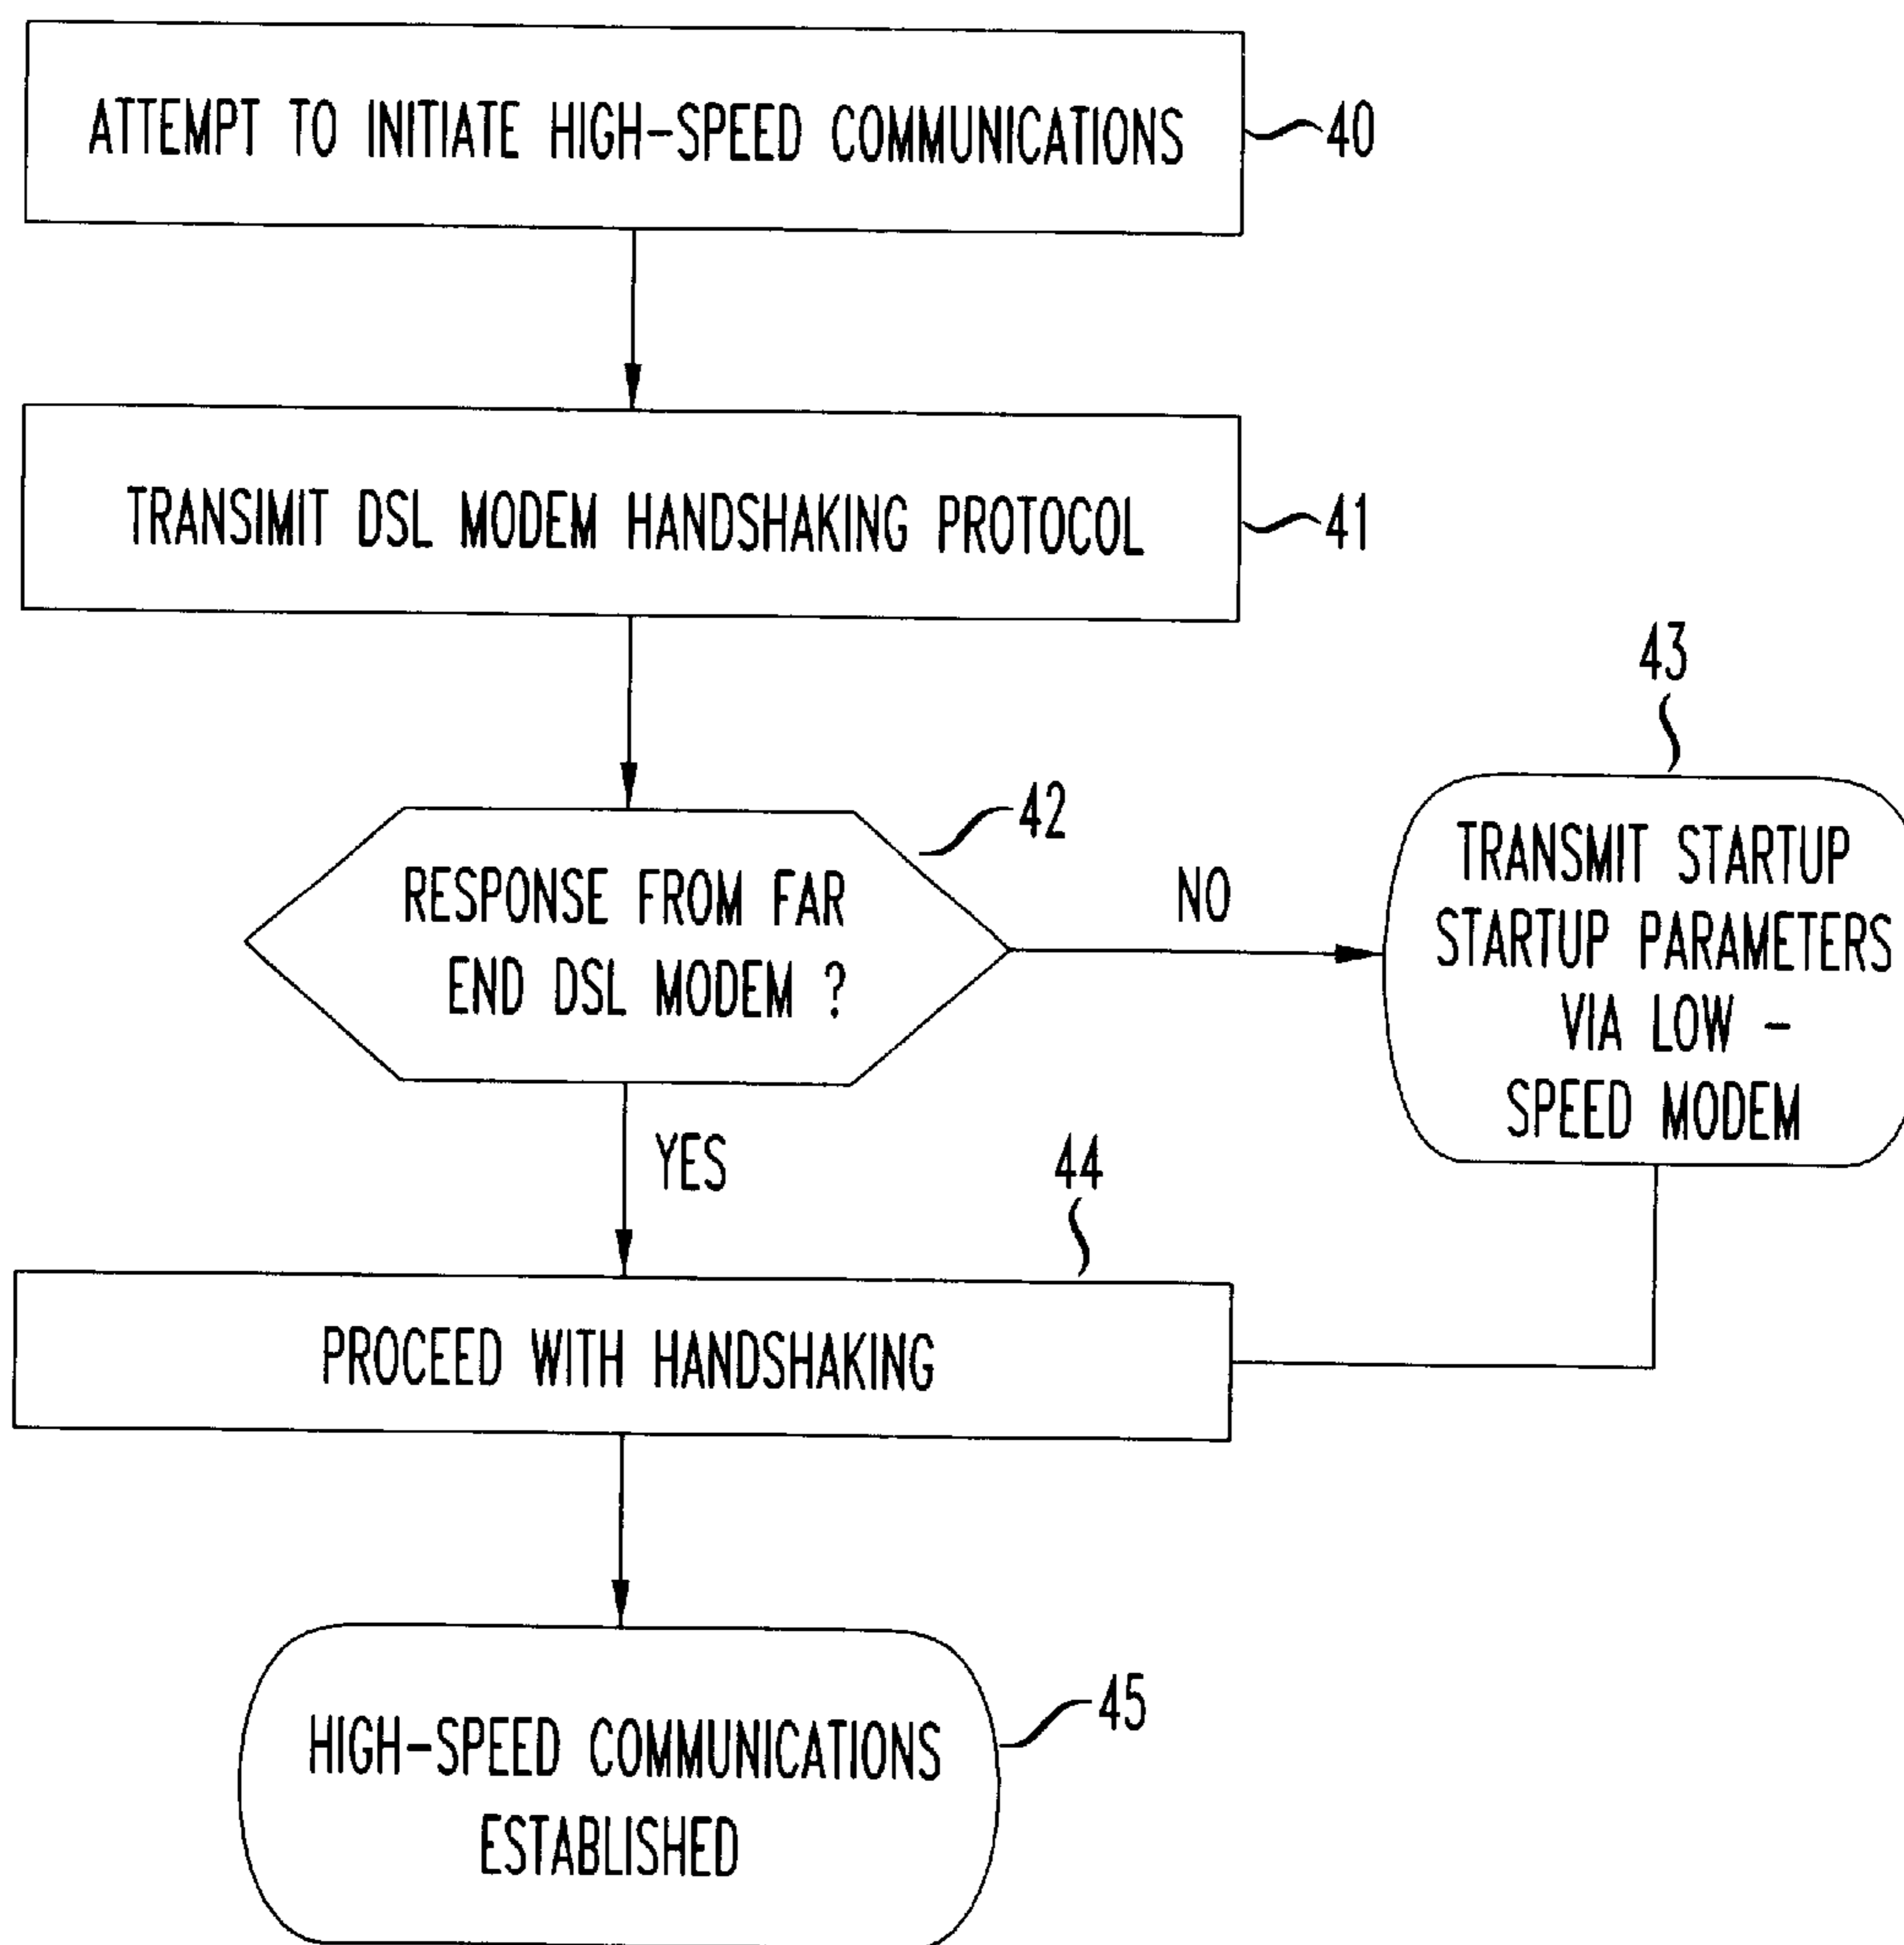 ATTEMPT TO INITIATE HIGH-SPEED COMMUNICATIONS
40
TRANSIMIT DSL MODEM HANDSHAKING PROTOCOL
41
42
RESPONSE FROM FAR
END DSL MODEM ?
NO
43
TRANSMIT STARTUP
STARTUP PARAMETERS
VIA LOW -
SPEED MODEM
YES
44
PROCEED WITH HANDSHAKING
45
HIGH-SPEED COMMUNICATIONS
ESTABLISHED